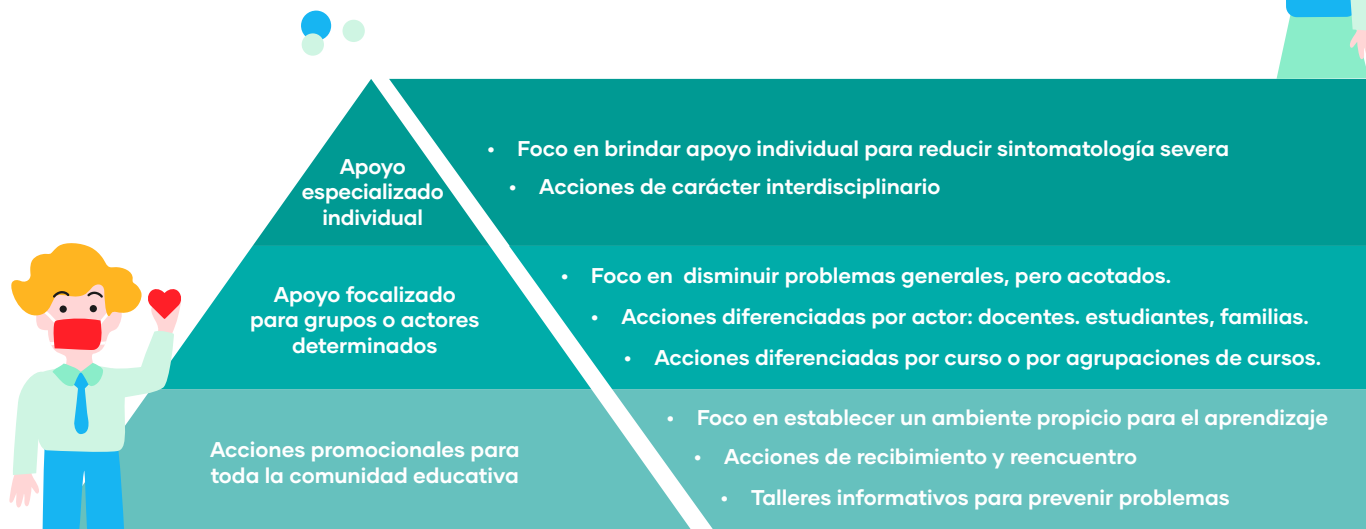 Apoyo
especializado
individual
• Foco en brindar apoyo individual para reducir sintomatología severa
• Acciones de carácter interdisciplinario
Apoyo focalizado
para grupos o actores
determinados
• Foco en disminuir problemas generales, pero acotados.
• Acciones diferenciadas por actor: docentes. estudiantes, familias.
• Acciones diferenciadas por curso o por agrupaciones de cursos.
Acciones promocionales para
toda la comunidad educativa
• Foco en establecer un ambiente propicio para el aprendizaje
• Acciones de recibimiento y reencuentro
• Talleres informativos para prevenir problemas